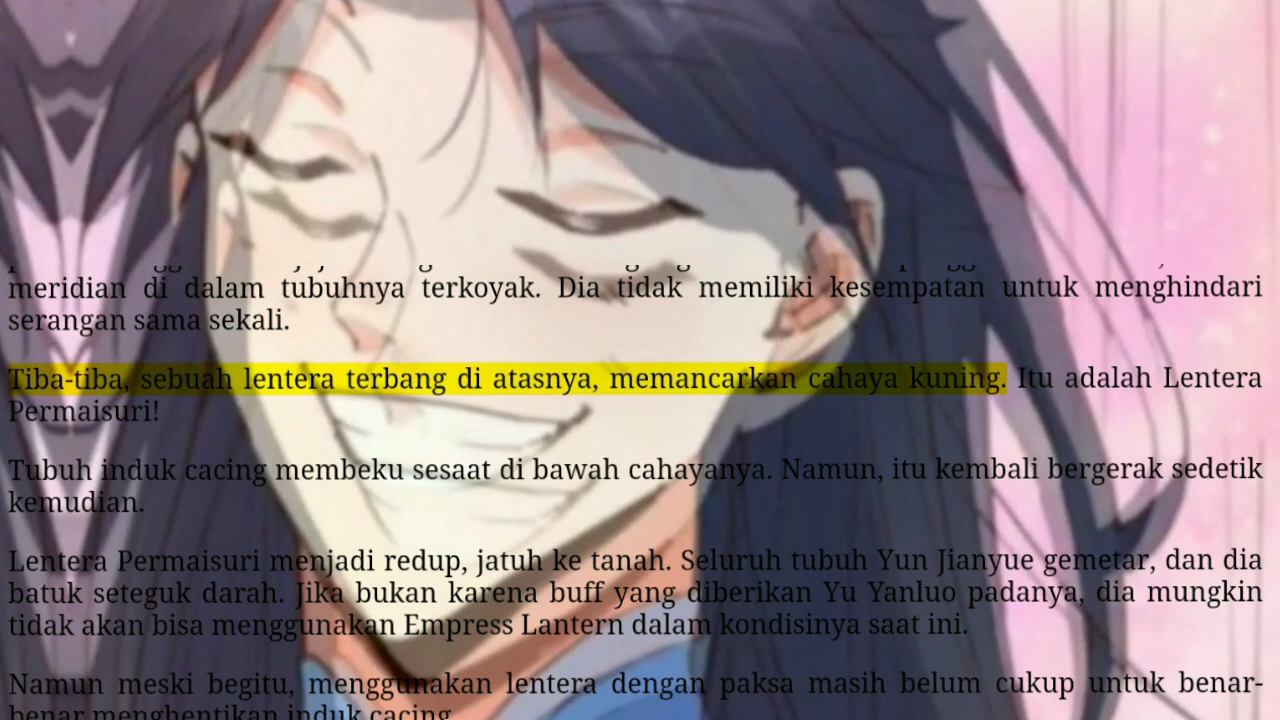 meridian di dalam tubuhnya terkoyak. Dia tidak memiliki kesempatan untuk menghindari
serangan sama sekali.
Tiba-tiba, sebuah lentera terbang di atasnya, memancarkan cahaya kuning. Itu adalah Lentera
Permaisuri!
Tubuh induk cacing membeku sesaat di bawah cahayanya. Namun, itu kembali bergerak sedetik
kemudian.
Lentera Permaisuri menjadi redup, jatuh ke tanah. Seluruh tubuh Yun Jianyue gemetar, dan dia
batuk seteguk darah. Jika bukan karena buff yang diberikan Yu Yanluo padanya, dia mungkin
tidak akan bisa menggunakan Empress Lantern dalam kondisinya saat ini.
Namun meski begitu, menggunakan lentera dengan paksa masih belum cukup untuk benar-
benar menghentikan induk cacing.